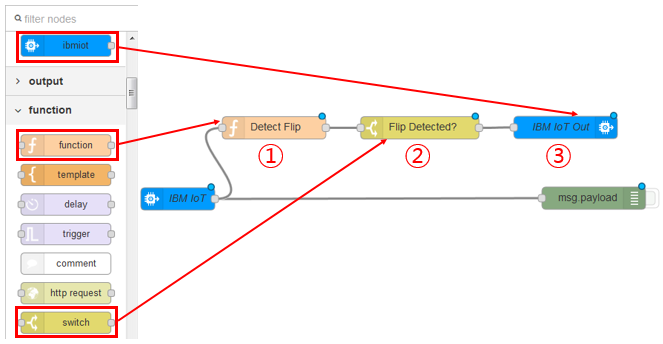 filter nodes
ibmiot
output
function
function
template
delay
trigger
comment
http request
switch
Detect Flip
Flip Detected?
IBM IoT Out
①
②
③
IBM IoT
msg.payload